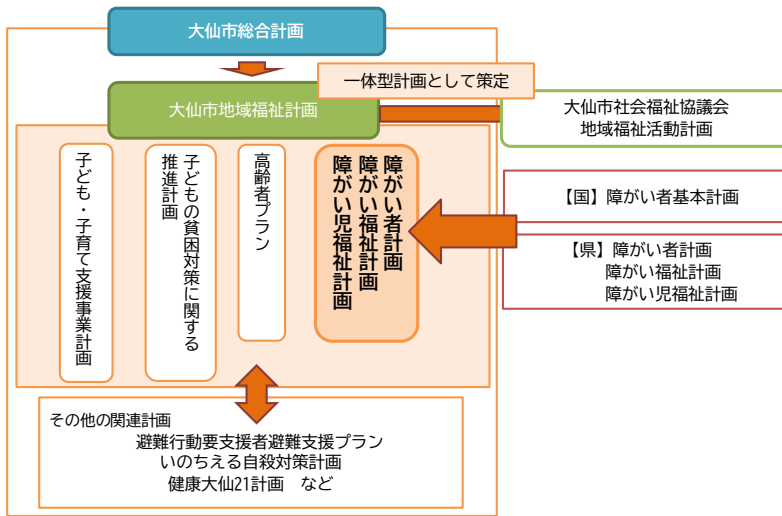 大仙市総合計画
一体型計画として策定
大仙市地域福祉計画
大仙市社会福祉協議会
地域福祉活動計画
子ども・子育て支援事業計画
子どもの貧困対策に関する
推進計画
高齢者プラン
障がい者計画
障がい福祉計画
障がい児福祉計画
【国】障がい者基本計画
【県】障がい者計画
障がい福祉計画
障がい児福祉計画
その他の関連計画
避難行動要支援者避難支援プラン
いのちえる自殺対策計画
健康大仙21計画　など